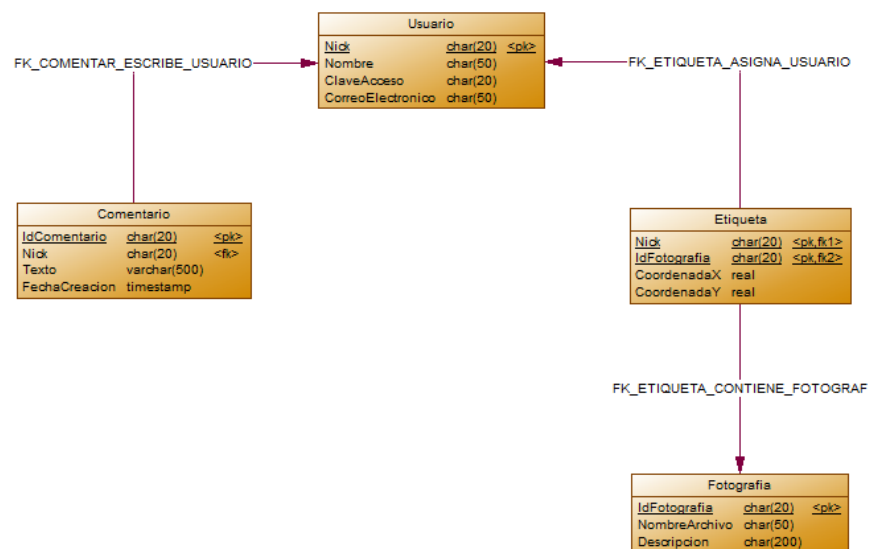 Usuario
Nick char(20) <pk>
Nombre char(50)
ClaveAcceso char(20)
CorreoElectronico char(50)
FK_COMENTAR_ESCRIBE_USUARIO
FK_ETIQUETA_ASIGNA_USUARIO
Comentario
IdComentario char(20) <pk>
Nick char(20) <fk>
Texto varchar(500)
FechaCreacion timestamp
Etiqueta
Nick char(20) <pk,fk1>
IdFotografia char(20) <pk,fk2>
CoordenadaX real
CoordenadaY real
FK_ETIQUETA_CONTIENE_FOTOGRAF
Fotografia
IdFotografia char(20) <pk>
NombreArchivo char(50)
Descripcion char(200)